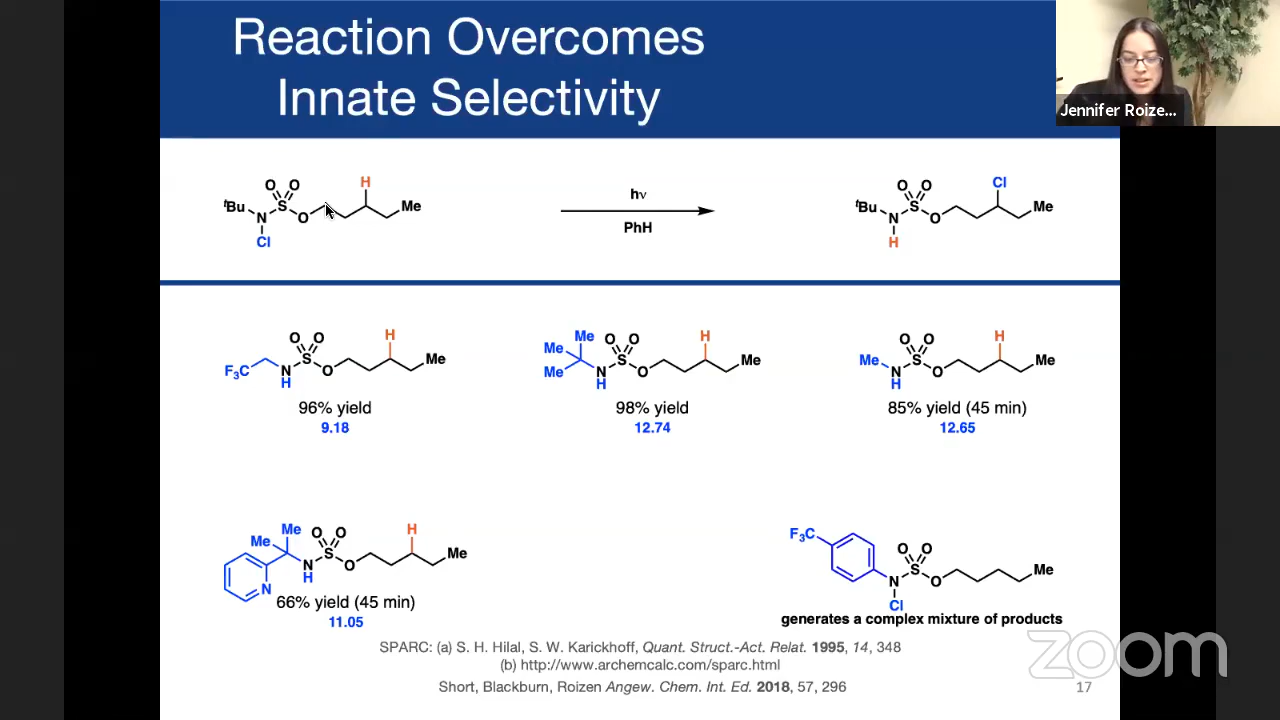 Reaction Overcomes
Innate Selectivity
Jennifer Roize...
O O
H
ᵗBu
N
S
O
Me
Cl
hν
PhH
O O
Cl
ᵗBu
N
S
O
Me
H
O O
H
F₃C
N
H
S
O
Me
96% yield
9.18
Me
Me
Me
O O
H
N
H
S
O
Me
98% yield
12.74
O O
H
Me
N
H
S
O
Me
85% yield (45 min)
12.65
Me
Me
O O
H
N
H
S
O
Me
N
66% yield (45 min)
11.05
F₃C
O O
N
S
O
Me
Cl
generates a complex mixture of products
SPARC: (a) S. H. Hilal, S. W. Karickhoff, Quant. Struct.-Act. Relat. 1995, 14, 348
(b) http://www.archemcalc.com/sparc.html
Short, Blackburn, Roizen Angew. Chem. Int. Ed. 2018, 57, 296
17
zoom